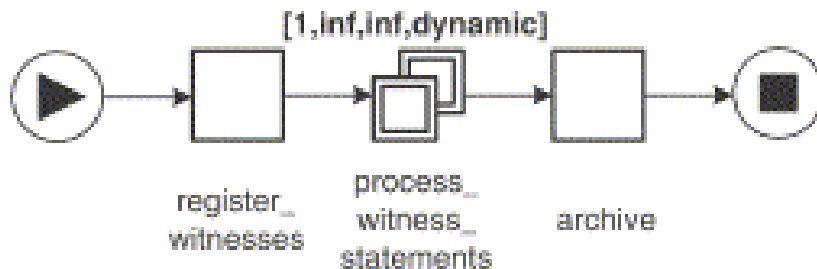 [1,inf,inf,dynamic]
register_
witnesses
process_
witness_
statements
archive